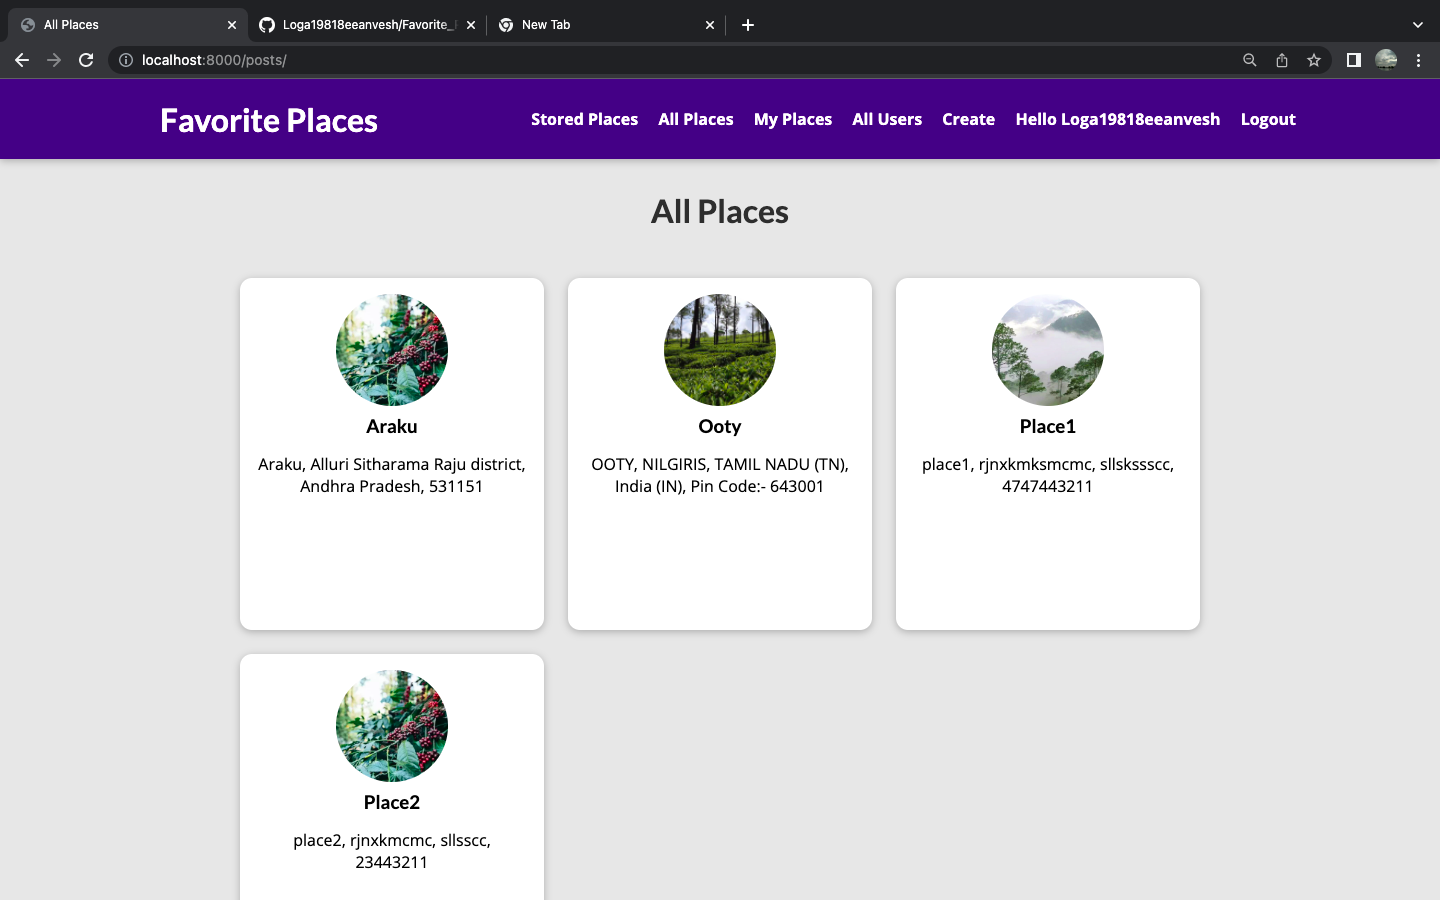 All Places
Loga19818eeanvesh/Favorite_
New Tab
localhost:8000/posts/
Favorite Places
Stored Places
All Places
My Places
All Users
Create
Hello Loga19818eeanvesh
Logout
All Places
Araku
Araku, Alluri Sitharama Raju district,
Andhra Pradesh, 531151
Ooty
OOTY, NILGIRIS, TAMIL NADU (TN),
India (IN), Pin Code:- 643001
Place1
place1, rjnxkmksmcmc, sllskssscc,
4747443211
Place2
place2, rjnxkmcmc, sllsscc,
23443211